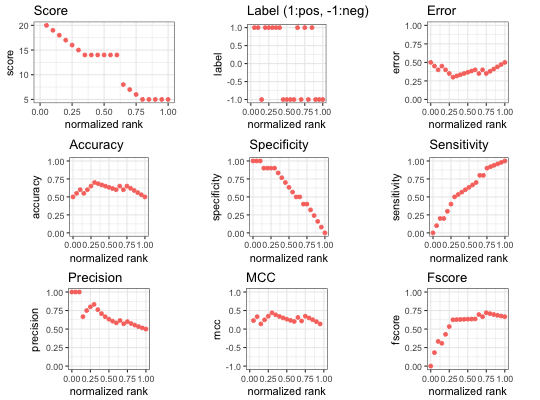 Score
20
15
10
5
score
0.00 0.25 0.50 0.75 1.00
normalized rank
Label (1:pos, -1:neg)
1.0
0.5
0.0
-0.5
-1.0
label
0.00 0.25 0.50 0.75 1.00
normalized rank
Error
1.00
0.75
0.50
0.25
0.00
error
0.00 0.25 0.50 0.75 1.00
normalized rank
Accuracy
1.00
0.75
0.50
0.25
0.00
accuracy
0.00 0.25 0.50 0.75 1.00
normalized rank
Specificity
1.00
0.75
0.50
0.25
0.00
specificity
0.00 0.25 0.50 0.75 1.00
normalized rank
Sensitivity
1.00
0.75
0.50
0.25
0.00
sensitivity
0.00 0.25 0.50 0.75 1.00
normalized rank
Precision
1.00
0.75
0.50
0.25
0.00
precision
0.00 0.25 0.50 0.75 1.00
normalized rank
MCC
1.0
0.5
0.0
-0.5
-1.0
mcc
0.00 0.25 0.50 0.75 1.00
normalized rank
Fscore
1.00
0.75
0.50
0.25
0.00
fscore
0.00 0.25 0.50 0.75 1.00
normalized rank